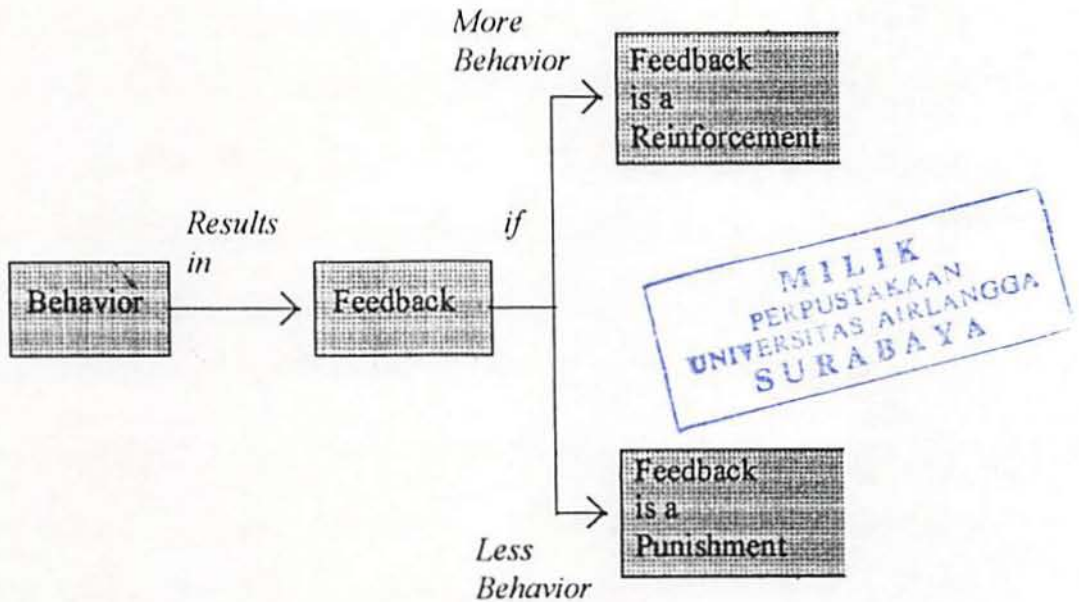 More
Behavior
Feedback
is a
Reinforcement
Results
in
if
Behavior
Feedback
MILIK
PERPUSTAKAAN
UNIVERSITAS AIRLANGGA
SURABAYA
Feedback
is a
Punishment
Less
Behavior